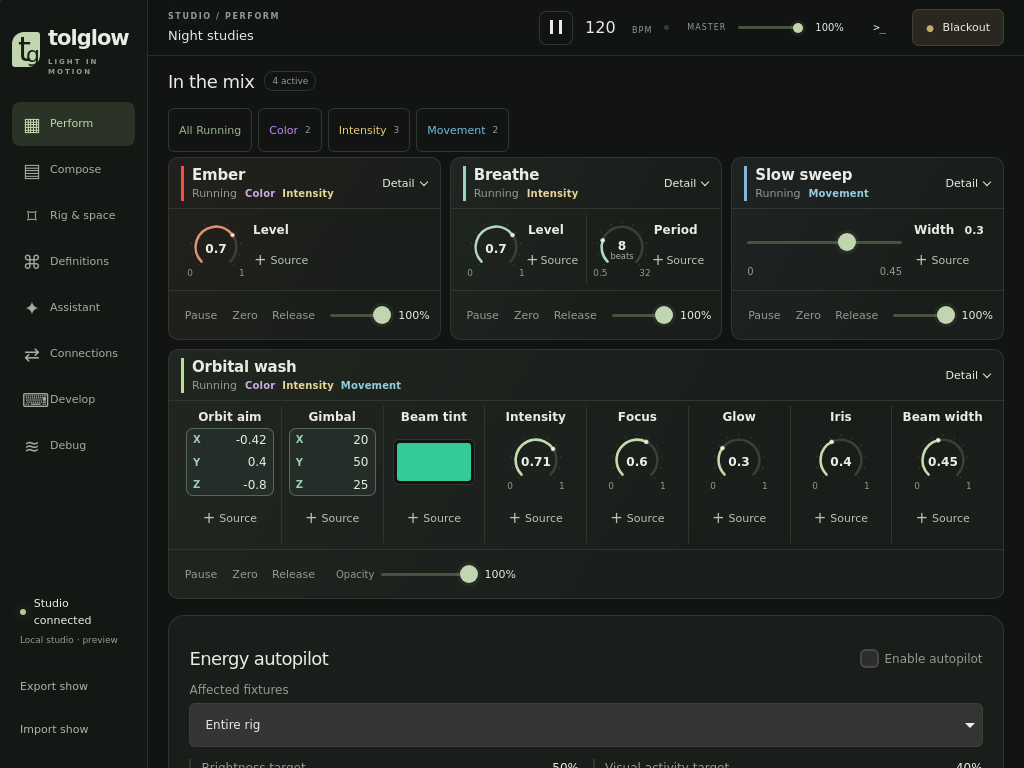 tg tolglow
LIGHT IN MOTION
Perform
Compose
Rig & space
Definitions
Assistant
Connections
Develop
Debug
Studio connected
Local studio · preview
Export show
Import show
STUDIO / PERFORM
Night studies
120 BPM
MASTER 100%
>_
Blackout
In the mix 4 active
All Running
Color 2
Intensity 3
Movement 2
Ember
Running Color Intensity
Detail
0.7
0 1
Level
+ Source
Pause Zero Release 100%
Breathe
Running Intensity
Detail
0.7
0 1
Level
+ Source
8
beats
0.5 32
Period
+ Source
Pause Zero Release 100%
Slow sweep
Running Movement
Detail
0 0.45
Width 0.3
+ Source
Pause Zero Release 100%
Orbital wash
Running Color Intensity Movement
Detail
Orbit aim
X -0.42
Y 0.4
Z -0.8
+ Source
Gimbal
X 20
Y 50
Z 25
+ Source
Beam tint
+ Source
Intensity
0.71
0 1
+ Source
Focus
0.6
0 1
+ Source
Glow
0.3
0 1
+ Source
Iris
0.4
0 1
+ Source
Beam width
0.45
0 1
+ Source
Pause Zero Release Opacity 100%
Energy autopilot
Enable autopilot
Affected fixtures
Entire rig
Brightness target 50%
Visual activity target 40%